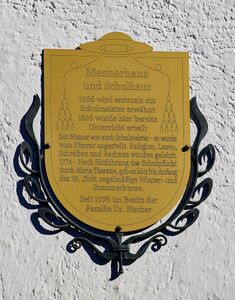 Mesnerhaus
und Schulhaus
1566 wird erstmals ein
Schulmeister erwähnt
1616 wurde hier bereits
Unterricht erteilt
Der Mesner war auch Schulmeister - er wurde
vom Pfarrer angestellt. Religion, Lesen,
Schreiben und Rechnen wurden gelehrt.
1774 - Nach Einführung der Schulpflicht
durch Maria Theresia, gab es hier bis Anfang
des 19. Jhdt. regelmäßige Winter- und
Sommerkurse.
Seit 1976 im Besitz der
Familie Dr. Fischer